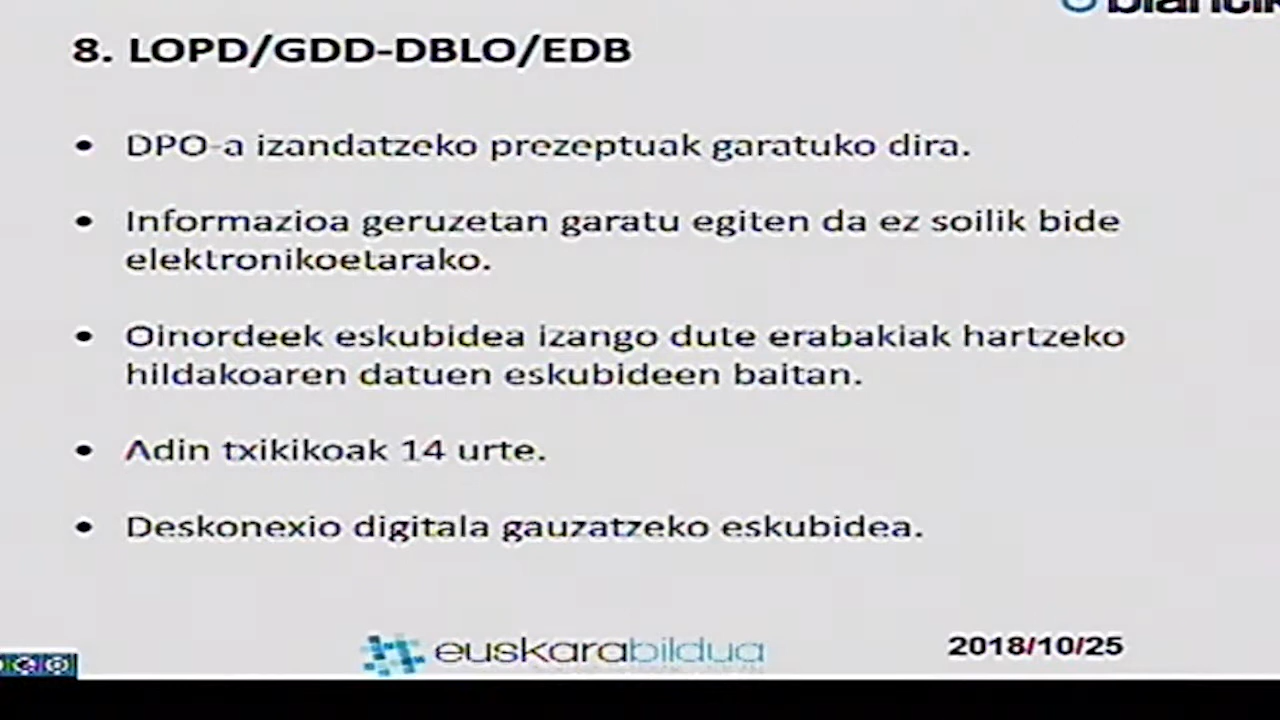 8. LOPD/GDD-DBLO/EDB
• DPO-a izandatzeko prezeptuak garatuko dira.
• Informazioa geruzetan garatu egiten da ez soilik bide
elektronikoetarako.
• Oinordeek eskubidea izango dute erabakiak hartzeko
hildakoaren datuen eskubideen baitan.
• Adin txikikoak 14 urte.
• Deskonexio digitala gauzatzeko eskubidea.
euskarabildua
2018/10/25